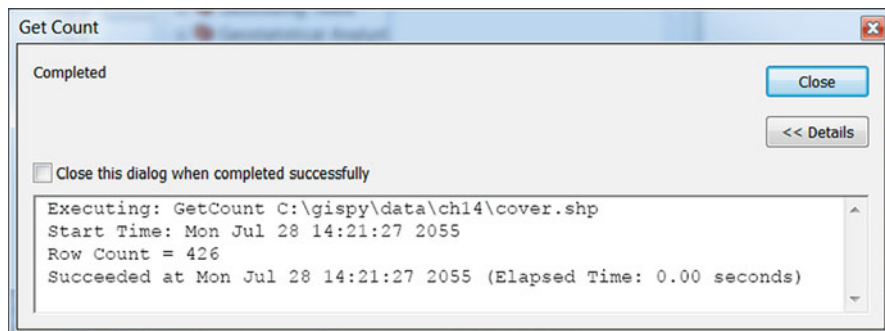 Get Count
Completed
Close
<< Details
Close this dialog when completed successfully
Executing: GetCount C:\gispy\data\ch14\cover.shp
Start Time: Mon Jul 28 14:21:27 2055
Row Count = 426
Succeeded at Mon Jul 28 14:21:27 2055 (Elapsed Time: 0.00 seconds)